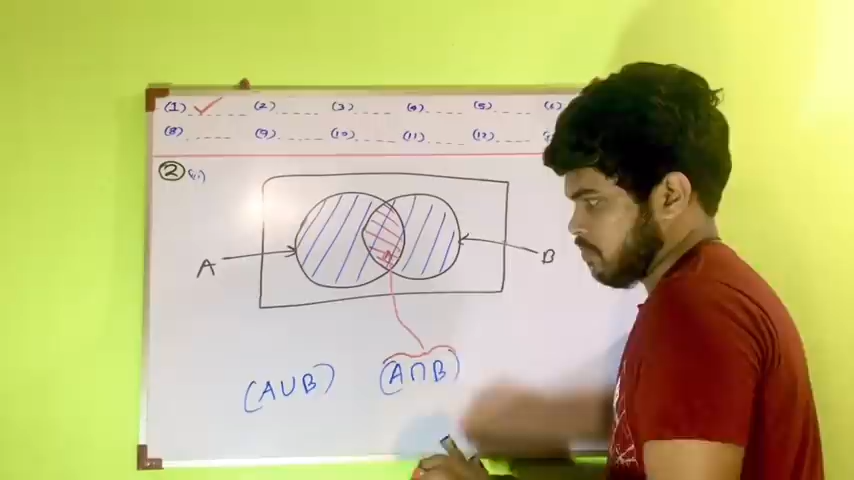 (1) (2) (3) (4) (5) (6)
(8) (9) (10) (11) (12)
2 (i)
A B
(A∪B) (A∩B)